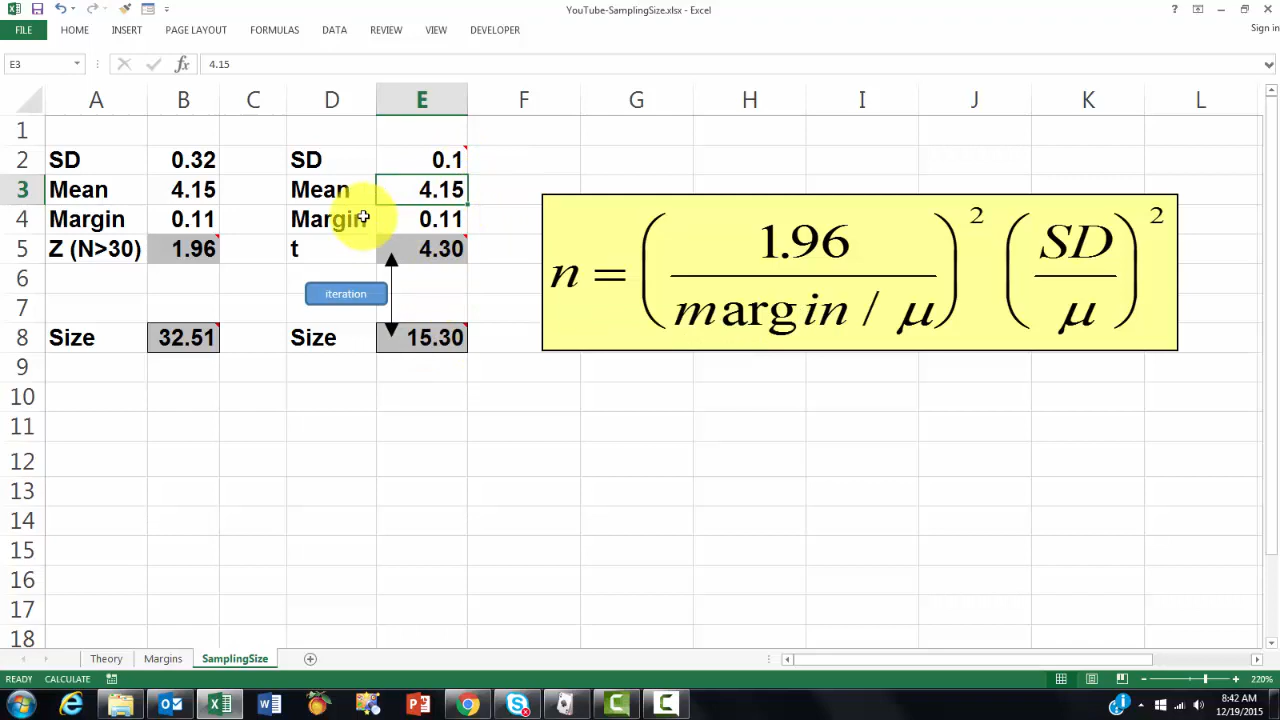 YouTube-SamplingSize.xlsx - Excel
FILE HOME INSERT PAGE LAYOUT FORMULAS DATA REVIEW VIEW DEVELOPER Sign in
E3 fx 4.15
A B C D E F G H I J K L
1
2 SD 0.32 SD 0.1
3 Mean 4.15 Mean 4.15
4 Margin 0.11 Margin 0.11
5 Z (N>30) 1.96 t 4.30
6
iteration
7
8 Size 32.51 Size 15.30
9
10
11
12
13
14
15
16
17
18
n = (1.96 / (margin / μ))² (SD / μ)²
Theory Margins SamplingSize
READY CALCULATE 220%
8:42 AM
12/19/2015